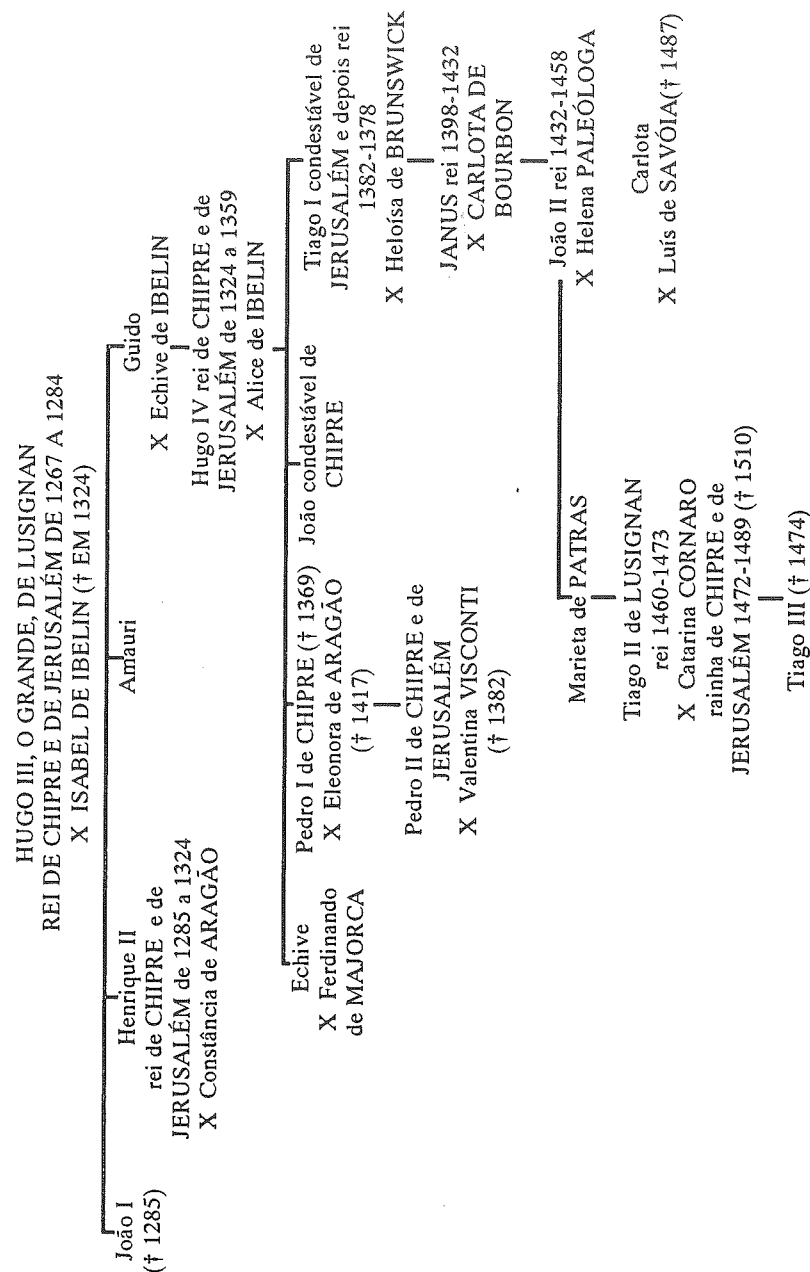 HUGO III, O GRANDE, DE LUSIGNAN
REI DE CHIPRE E DE JERUSALÉM DE 1267 A 1284
X ISABEL DE IBELIN († EM 1324)
João I
(† 1285)
Henrique II
rei de CHIPRE e de
JERUSALÉM de 1285 a 1324
X Constância de ARAGÃO
Amauri
Guido
X Echive de IBELIN
Hugo IV rei de CHIPRE e de
JERUSALÉM de 1324 a 1359
X Alice de IBELIN
Echive
X Ferdinando
de MAJORCA
Pedro I de CHIPRE († 1369)
X Eleonora de ARAGÃO
(† 1417)
Pedro II de CHIPRE e de
JERUSALÉM
X Valentina VISCONTI
(† 1382)
João condestável de
CHIPRE
Tiago I condestável de
JERUSALÉM e depois rei
1382-1378
X Heloísa de BRUNSWICK
JANUS rei 1398-1432
X CARLOTA DE
BOURBON
Marieta de PATRAS
João II rei 1432-1458
X Helena PALEÓLOGA
Tiago II de LUSIGNAN
rei 1460-1473
X Catarina CORNARO
rainha de CHIPRE e de
JERUSALÉM 1472-1489 († 1510)
Carlota
X Luís de SAVÓIA(† 1487)
Tiago III († 1474)